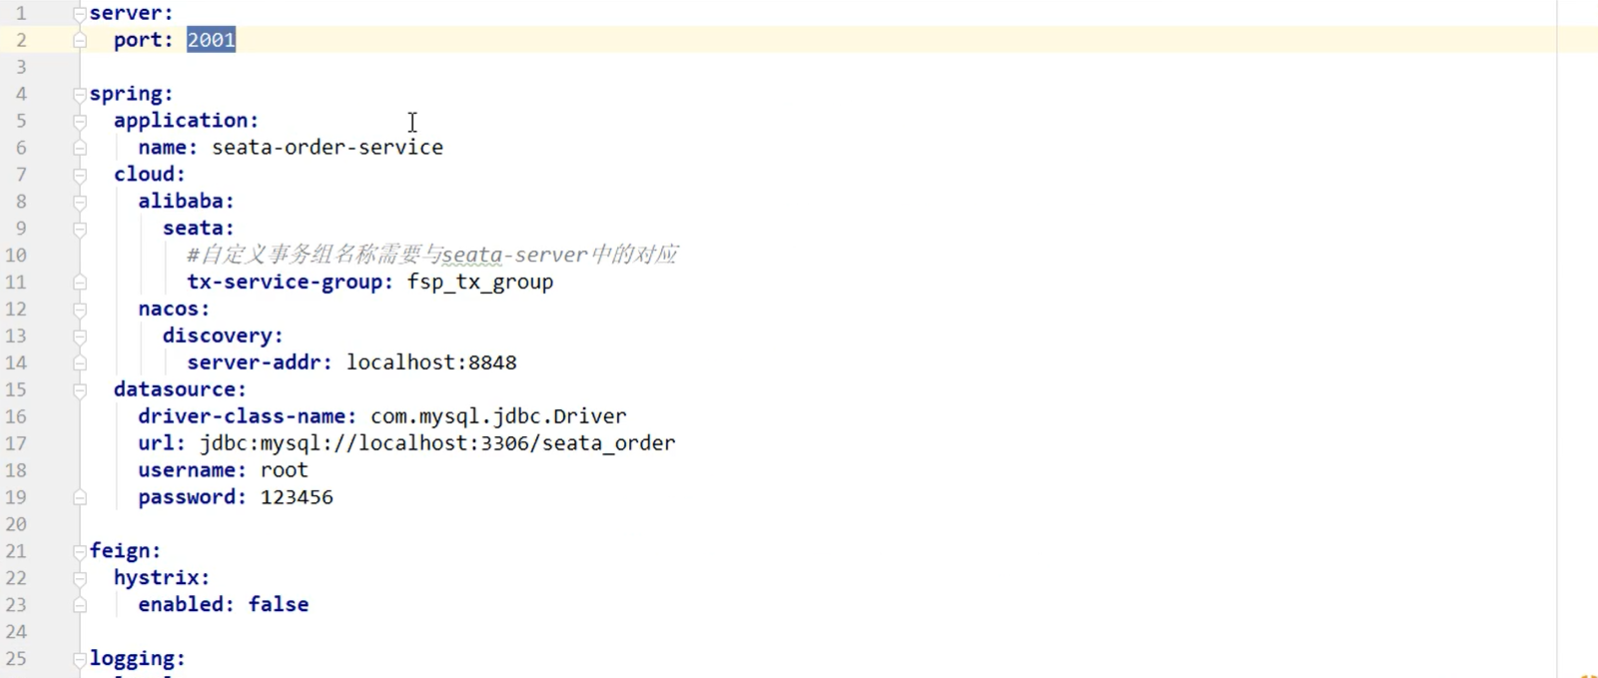 1 server:
2   port: 2001
3
4 spring:
5   application:
6     name: seata-order-service
7   cloud:
8     alibaba:
9       seata:
10         #自定义事务组名称需要与seata-server中的对应
11         tx-service-group: fsp_tx_group
12     nacos:
13       discovery:
14         server-addr: localhost:8848
15   datasource:
16     driver-class-name: com.mysql.jdbc.Driver
17     url: jdbc:mysql://localhost:3306/seata_order
18     username: root
19     password: 123456
20
21 feign:
22   hystrix:
23     enabled: false
24
25 logging: